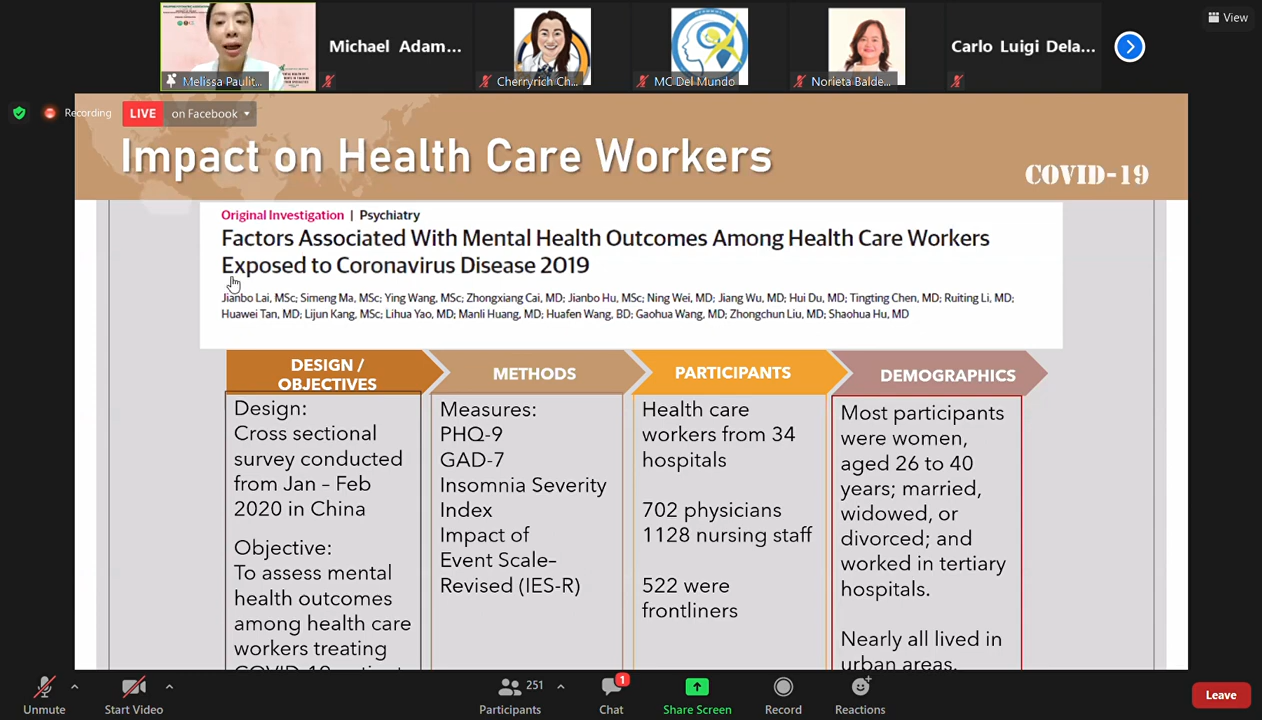 View
Michael Adam...
Carlo Luigi Dela...
Melissa Paulit...
Cherryrich Ch...
MC Del Mundo
Norieta Balde...
Recording
LIVE on Facebook
Impact on Health Care Workers
COVID-19
Original Investigation | Psychiatry
Factors Associated With Mental Health Outcomes Among Health Care Workers
Exposed to Coronavirus Disease 2019
Jianbo Lai, MSc; Simeng Ma, MSc; Ying Wang, MSc; Zhongxiang Cai, MD; Jianbo Hu, MSc; Ning Wei, MD; Jiang Wu, MD; Hui Du, MD; Tingting Chen, MD; Ruiting Li, MD;
Huawei Tan, MD; Lijun Kang, MSc; Lihua Yao, MD; Manli Huang, MD; Huafen Wang, BD; Gaohua Wang, MD; Zhongchun Liu, MD; Shaohua Hu, MD
DESIGN /
OBJECTIVES
Design:
Cross sectional
survey conducted
from Jan – Feb
2020 in China
Objective:
To assess mental
health outcomes
among health care
workers treating
METHODS
Measures:
PHQ-9
GAD-7
Insomnia Severity
Index
Impact of
Event Scale–
Revised (IES-R)
PARTICIPANTS
Health care
workers from 34
hospitals
702 physicians
1128 nursing staff
522 were
frontliners
DEMOGRAPHICS
Most participants
were women,
aged 26 to 40
years; married,
widowed, or
divorced; and
worked in tertiary
hospitals.
Nearly all lived in
urban areas.
Unmute
Start Video
251
Participants
1
Chat
Share Screen
Record
Reactions
Leave